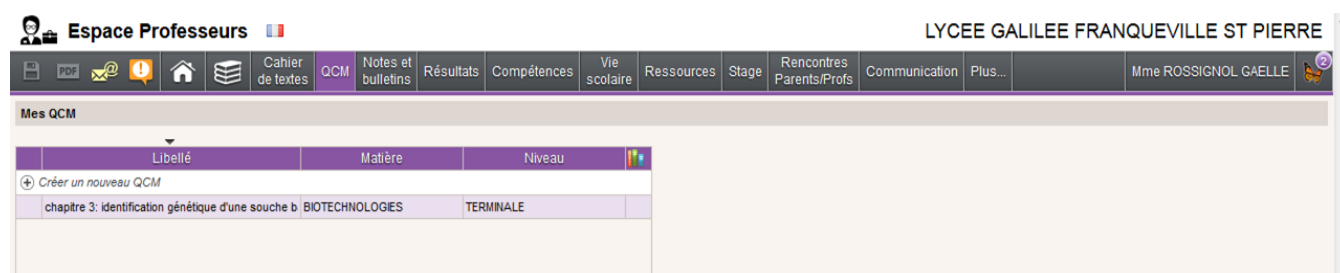 Espace Professeurs
LYCEE GALILEE FRANQUEVILLE ST PIERRE
PDF
Cahier de textes
QCM
Notes et bulletins
Résultats
Compétences
Vie scolaire
Ressources
Stage
Rencontres Parents/Profs
Communication
Plus...
Mme ROSSIGNOL GAELLE
2
Mes QCM
Libellé Matière Niveau
Créer un nouveau QCM
chapitre 3: identification génétique d'une souche b BIOTECHNOLOGIES TERMINALE